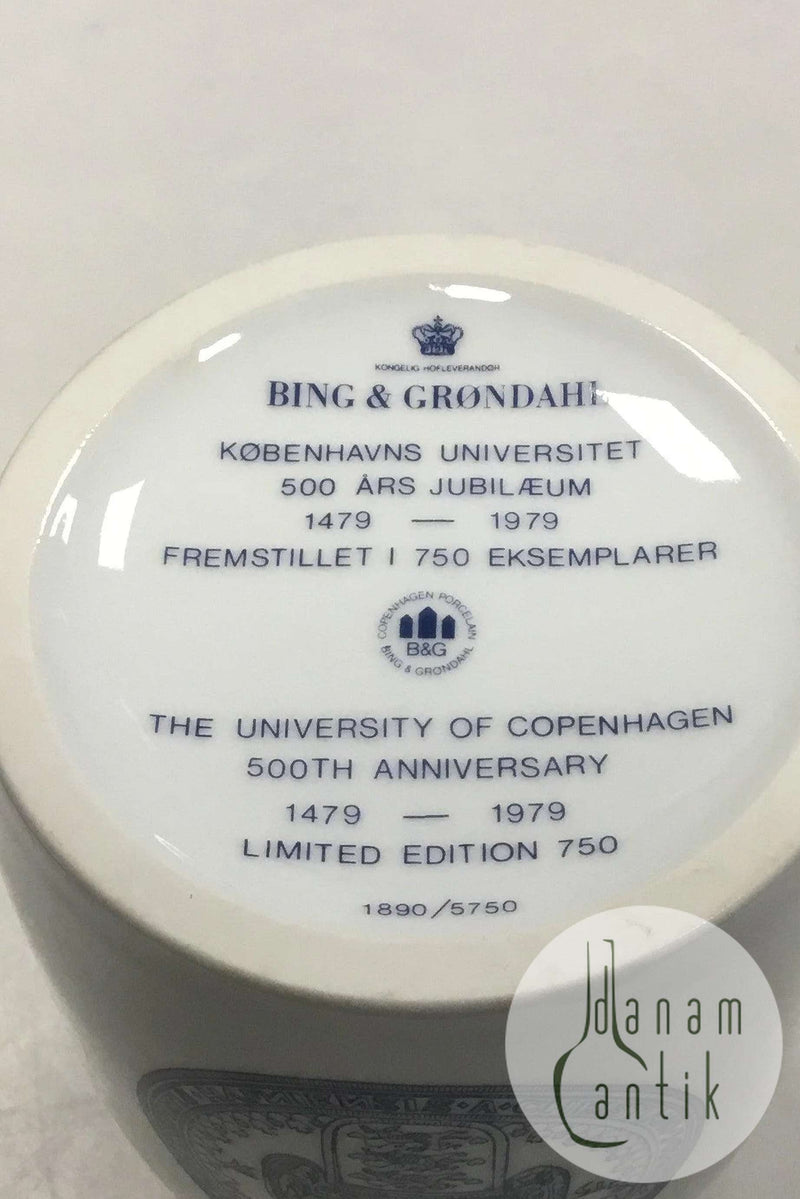 KONGELIG HOFLEVERANDØR
BING & GRØNDAHL
KØBENHAVNS UNIVERSITET
500 ÅRS JUBILÆUM
1479 — 1979
FREMSTILLET I 750 EKSEMPLARER
COPENHAGEN PORCELAIN
B&G
BING & GRØNDAHL
THE UNIVERSITY OF COPENHAGEN
500TH ANNIVERSARY
1479 — 1979
LIMITED EDITION 750
1890/5750
danam
antik